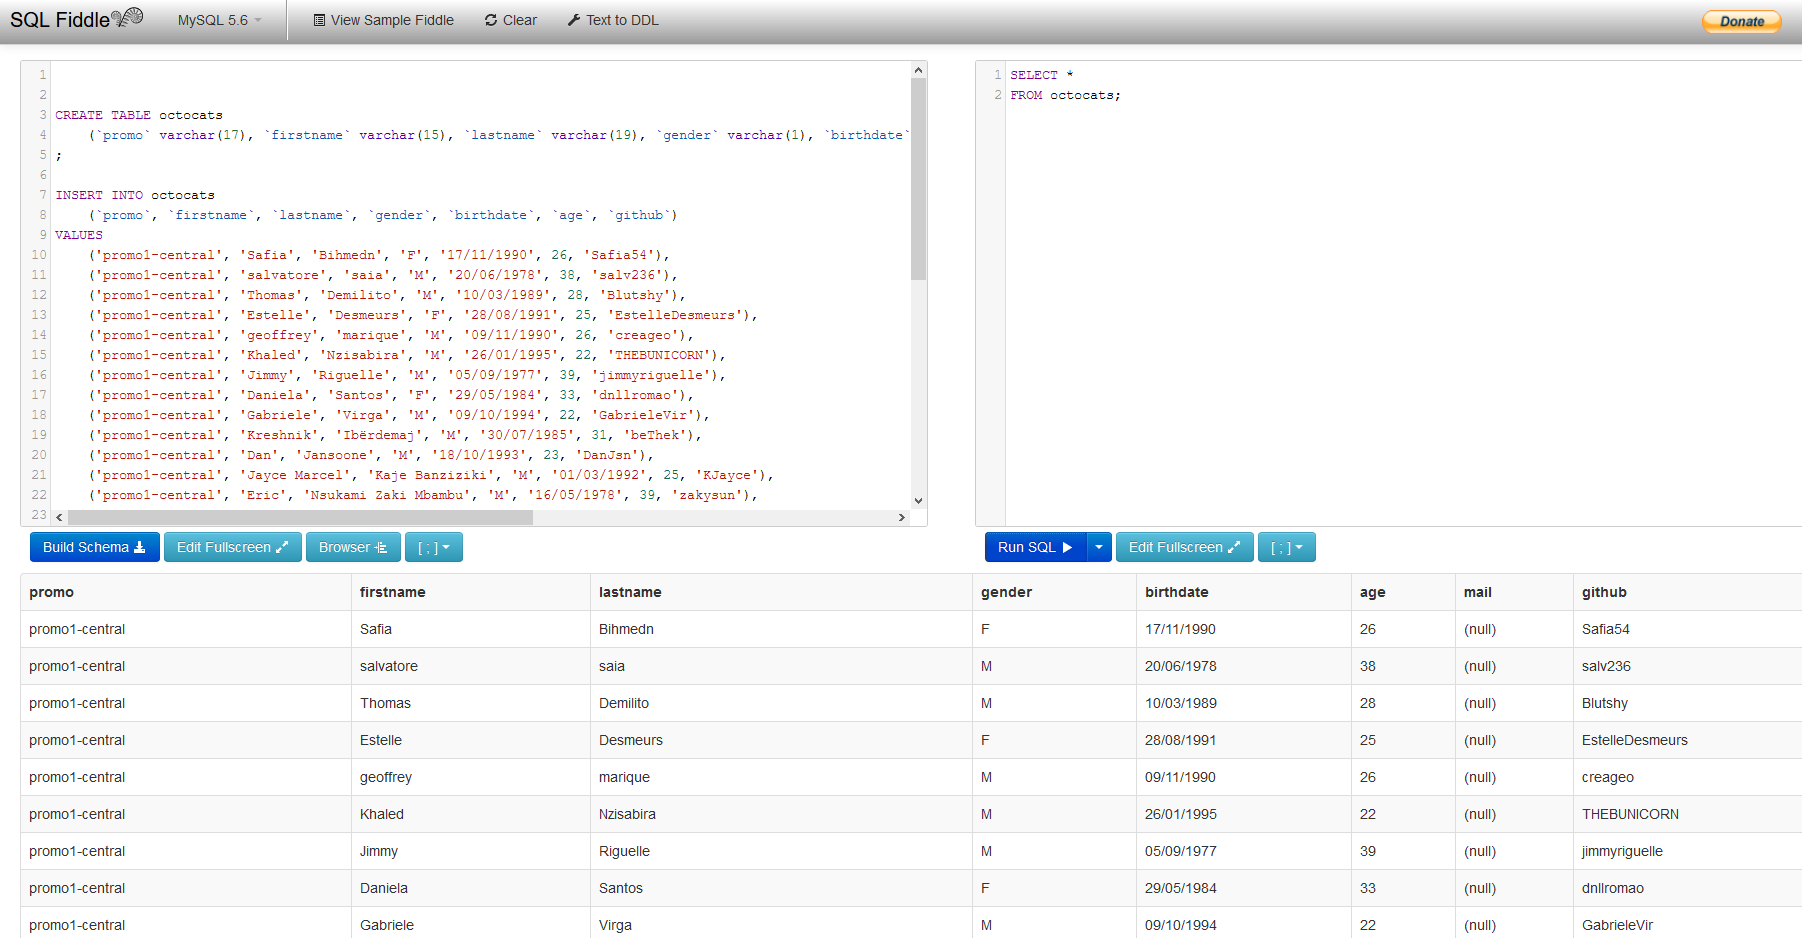 SQL Fiddle MySQL 5.6 View Sample Fiddle Clear Text to DDL Donate
1
2
3 CREATE TABLE octocats
4 (`promo` varchar(17), `firstname` varchar(15), `lastname` varchar(19), `gender` varchar(1), `birthdate`
5 ;
6
7 INSERT INTO octocats
8 (`promo`, `firstname`, `lastname`, `gender`, `birthdate`, `age`, `github`)
9 VALUES
10 ('promo1-central', 'Safia', 'Bihmedn', 'F', '17/11/1990', 26, 'Safia54'),
11 ('promo1-central', 'salvatore', 'saia', 'M', '20/06/1978', 38, 'salv236'),
12 ('promo1-central', 'Thomas', 'Demilito', 'M', '10/03/1989', 28, 'Blutshy'),
13 ('promo1-central', 'Estelle', 'Desmeurs', 'F', '28/08/1991', 25, 'EstelleDesmeurs'),
14 ('promo1-central', 'geoffrey', 'marique', 'M', '09/11/1990', 26, 'creageo'),
15 ('promo1-central', 'Khaled', 'Nzisabira', 'M', '26/01/1995', 22, 'THEBUNICORN'),
16 ('promo1-central', 'Jimmy', 'Riguelle', 'M', '05/09/1977', 39, 'jimmyriguelle'),
17 ('promo1-central', 'Daniela', 'Santos', 'F', '29/05/1984', 33, 'dnllromao'),
18 ('promo1-central', 'Gabriele', 'Virga', 'M', '09/10/1994', 22, 'GabrieleVir'),
19 ('promo1-central', 'Kreshnik', 'Ibërdemaj', 'M', '30/07/1985', 31, 'beThek'),
20 ('promo1-central', 'Dan', 'Jansoone', 'M', '18/10/1993', 23, 'DanJsn'),
21 ('promo1-central', 'Jayce Marcel', 'Kaje Banziziki', 'M', '01/03/1992', 25, 'KJayce'),
22 ('promo1-central', 'Eric', 'Nsukami Zaki Mbambu', 'M', '16/05/1978', 39, 'zakysun'),
23
1 SELECT *
2 FROM octocats;
Build Schema Edit Fullscreen Browser [ ; ] Run SQL Edit Fullscreen [ ; ]
promo firstname lastname gender birthdate age mail github
promo1-central Safia Bihmedn F 17/11/1990 26 (null) Safia54
promo1-central salvatore saia M 20/06/1978 38 (null) salv236
promo1-central Thomas Demilito M 10/03/1989 28 (null) Blutshy
promo1-central Estelle Desmeurs F 28/08/1991 25 (null) EstelleDesmeurs
promo1-central geoffrey marique M 09/11/1990 26 (null) creageo
promo1-central Khaled Nzisabira M 26/01/1995 22 (null) THEBUNICORN
promo1-central Jimmy Riguelle M 05/09/1977 39 (null) jimmyriguelle
promo1-central Daniela Santos F 29/05/1984 33 (null) dnllromao
promo1-central Gabriele Virga M 09/10/1994 22 (null) GabrieleVir